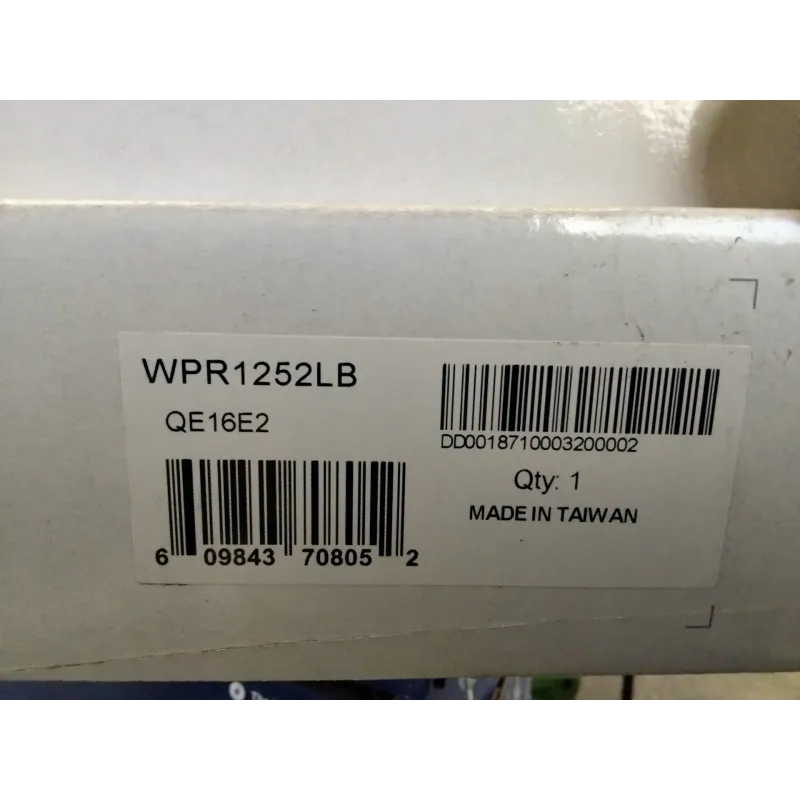 WPR1252LB
QE16E2
6 09843 70805 2
DD0018710003200002
Qty: 1
MADE IN TAIWAN